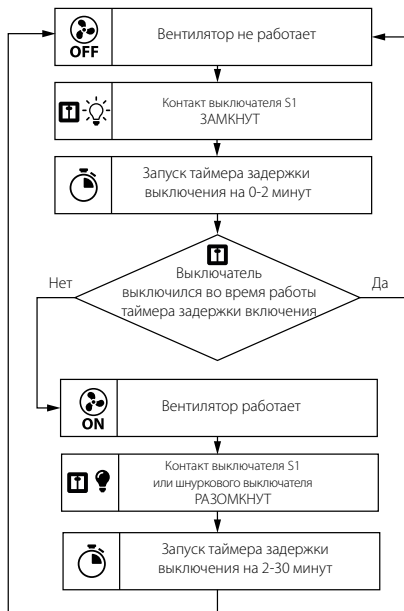 OFF
Вентилятор не работает
Контакт выключателя S1
ЗАМКНУТ
Запуск таймера задержки
выключения на 0-2 минут
Выключатель
выключился во время работы
таймера задержки включения
Нет
Да
ON
Вентилятор работает
Контакт выключателя S1
или шнуркового выключателя
РАЗОМКНУТ
Запуск таймера задержки
выключения на 2-30 минут